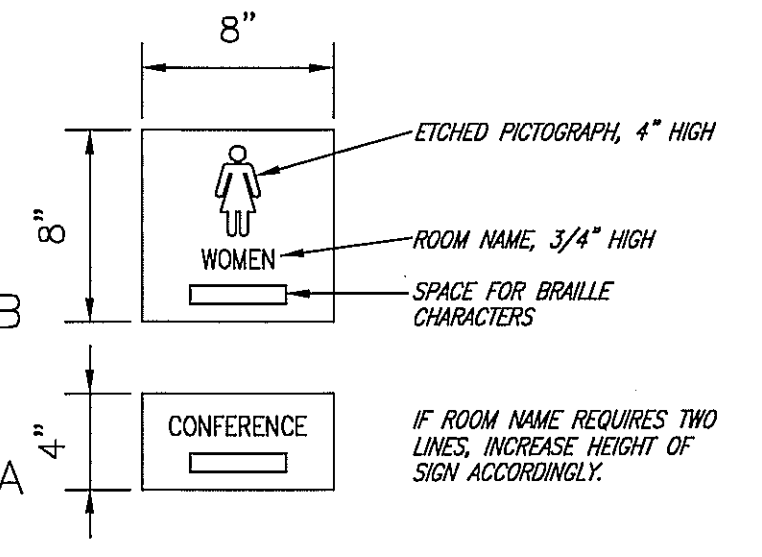 8"
ETCHED PICTOGRAPH, 4" HIGH
8"
ROOM NAME, 3/4" HIGH
WOMEN
SPACE FOR BRAILLE
CHARACTERS
B
CONFERENCE
4"
IF ROOM NAME REQUIRES TWO
LINES, INCREASE HEIGHT OF
SIGN ACCORDINGLY.
A